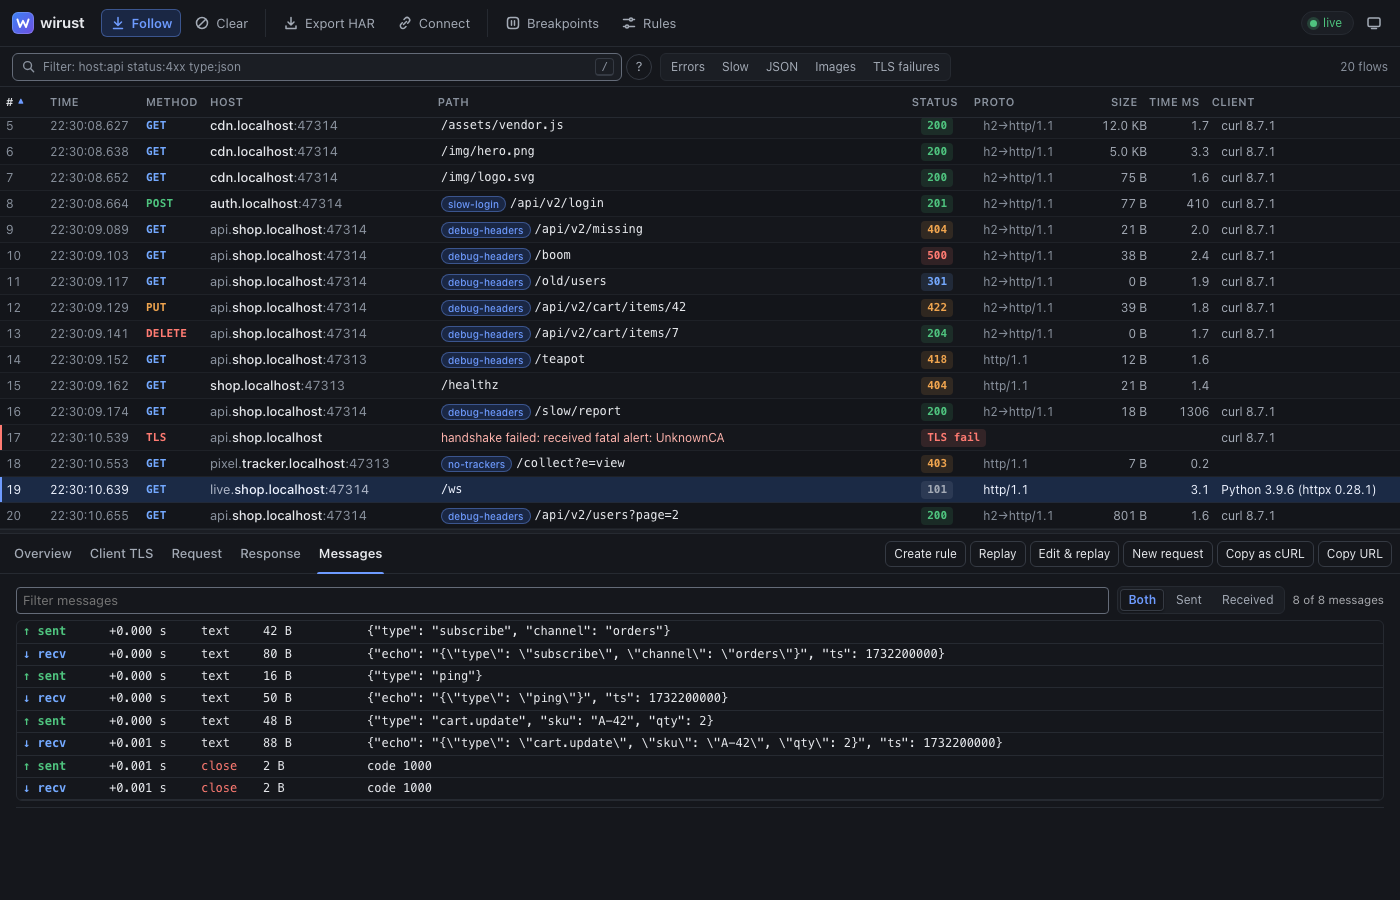 wirust Follow Clear Export HAR Connect Breakpoints Rules live
Filter: host:api status:4xx type:json / ? Errors Slow JSON Images TLS failures 20 flows
# ▲ TIME METHOD HOST PATH STATUS PROTO SIZE TIME MS CLIENT
5 22:30:08.627 GET cdn.localhost:47314 /assets/vendor.js 200 h2→http/1.1 12.0 KB 1.7 curl 8.7.1
6 22:30:08.638 GET cdn.localhost:47314 /img/hero.png 200 h2→http/1.1 5.0 KB 3.3 curl 8.7.1
7 22:30:08.652 GET cdn.localhost:47314 /img/logo.svg 200 h2→http/1.1 75 B 1.6 curl 8.7.1
8 22:30:08.664 POST auth.localhost:47314 slow-login /api/v2/login 201 h2→http/1.1 77 B 410 curl 8.7.1
9 22:30:09.089 GET api.shop.localhost:47314 debug-headers /api/v2/missing 404 h2→http/1.1 21 B 2.0 curl 8.7.1
10 22:30:09.103 GET api.shop.localhost:47314 debug-headers /boom 500 h2→http/1.1 38 B 2.4 curl 8.7.1
11 22:30:09.117 GET api.shop.localhost:47314 debug-headers /old/users 301 h2→http/1.1 0 B 1.9 curl 8.7.1
12 22:30:09.129 PUT api.shop.localhost:47314 debug-headers /api/v2/cart/items/42 422 h2→http/1.1 39 B 1.8 curl 8.7.1
13 22:30:09.141 DELETE api.shop.localhost:47314 debug-headers /api/v2/cart/items/7 204 h2→http/1.1 0 B 1.7 curl 8.7.1
14 22:30:09.152 GET api.shop.localhost:47313 debug-headers /teapot 418 http/1.1 12 B 1.6
15 22:30:09.162 GET shop.localhost:47313 /healthz 404 http/1.1 21 B 1.4
16 22:30:09.174 GET api.shop.localhost:47314 debug-headers /slow/report 200 h2→http/1.1 18 B 1306 curl 8.7.1
17 22:30:10.539 TLS api.shop.localhost handshake failed: received fatal alert: UnknownCA TLS fail curl 8.7.1
18 22:30:10.553 GET pixel.tracker.localhost:47313 no-trackers /collect?e=view 403 http/1.1 7 B 0.2
19 22:30:10.639 GET live.shop.localhost:47314 /ws 101 http/1.1 3.1 Python 3.9.6 (httpx 0.28.1)
20 22:30:10.655 GET api.shop.localhost:47314 debug-headers /api/v2/users?page=2 200 h2→http/1.1 801 B 1.6 curl 8.7.1
Overview Client TLS Request Response Messages Create rule Replay Edit & replay New request Copy as cURL Copy URL
Filter messages Both Sent Received 8 of 8 messages
↑ sent +0.000 s text 42 B {"type": "subscribe", "channel": "orders"}
↓ recv +0.000 s text 80 B {"echo": "{\"type\": \"subscribe\", \"channel\": \"orders\"}", "ts": 1732200000}
↑ sent +0.000 s text 16 B {"type": "ping"}
↓ recv +0.000 s text 50 B {"echo": "{\"type\": \"ping\"}", "ts": 1732200000}
↑ sent +0.000 s text 48 B {"type": "cart.update", "sku": "A-42", "qty": 2}
↓ recv +0.001 s text 88 B {"echo": "{\"type\": \"cart.update\", \"sku\": \"A-42\", \"qty\": 2}", "ts": 1732200000}
↑ sent +0.001 s close 2 B code 1000
↓ recv +0.001 s close 2 B code 1000